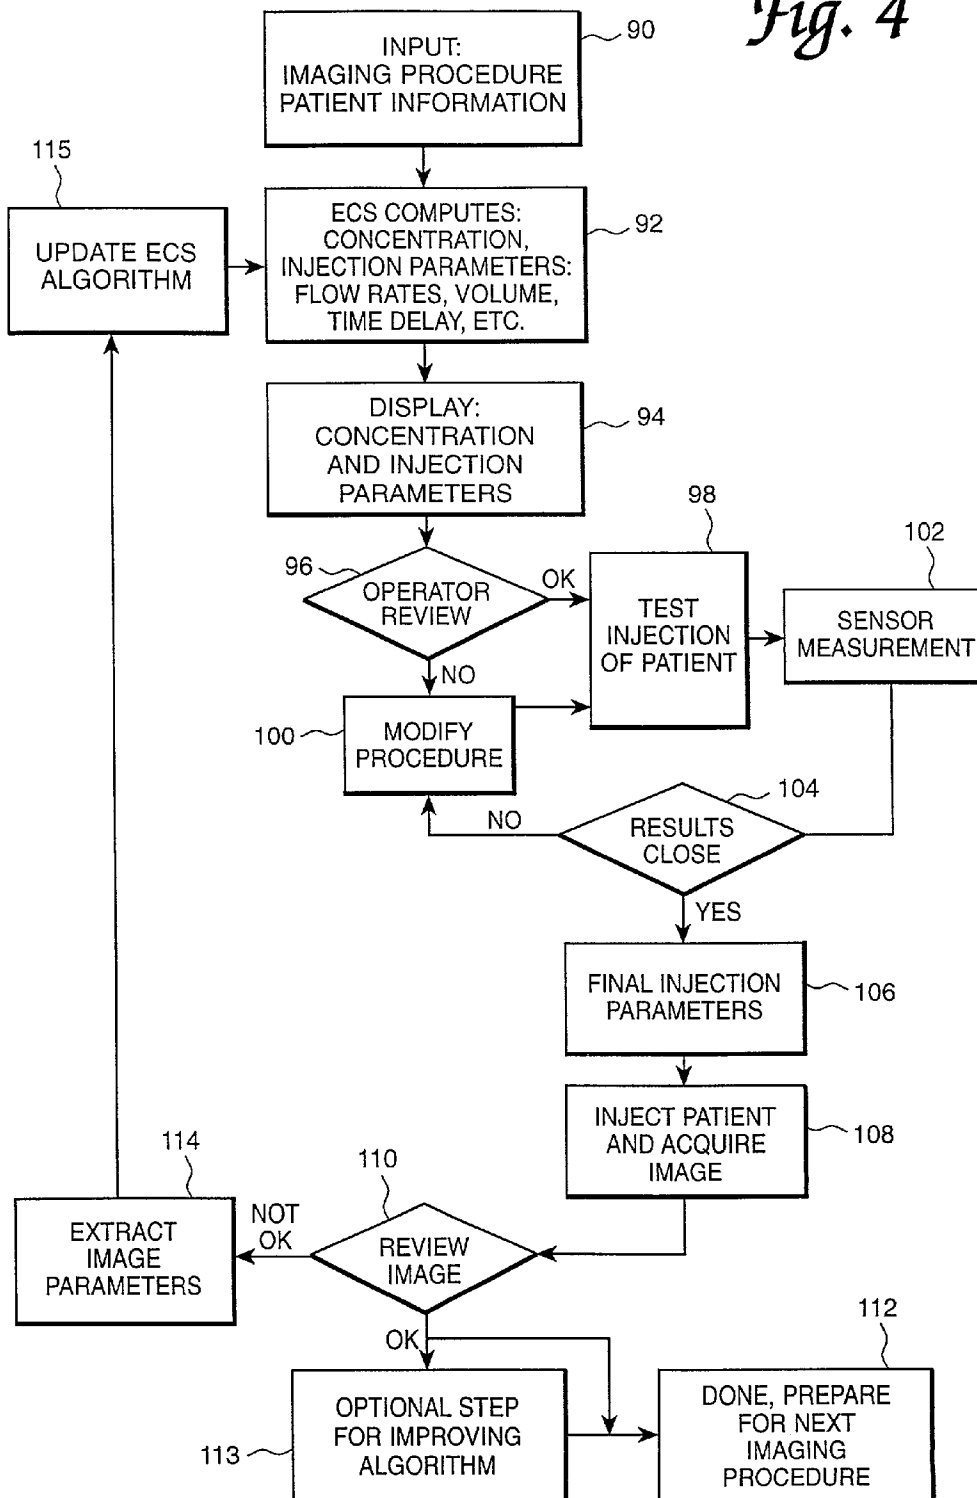 Fig. 4
INPUT:
IMAGING PROCEDURE
PATIENT INFORMATION
90
115
UPDATE ECS
ALGORITHM
ECS COMPUTES:
CONCENTRATION,
INJECTION PARAMETERS:
FLOW RATES, VOLUME,
TIME DELAY, ETC.
92
DISPLAY:
CONCENTRATION
AND INJECTION
PARAMETERS
94
96
OPERATOR
REVIEW
OK
NO
98
TEST
INJECTION
OF PATIENT
102
SENSOR
MEASUREMENT
100
MODIFY
PROCEDURE
104
RESULTS
CLOSE
NO
YES
FINAL INJECTION
PARAMETERS
106
INJECT PATIENT
AND ACQUIRE
IMAGE
108
110
REVIEW
IMAGE
NOT
OK
114
EXTRACT
IMAGE
PARAMETERS
OK
113
OPTIONAL STEP
FOR IMPROVING
ALGORITHM
112
DONE, PREPARE
FOR NEXT
IMAGING
PROCEDURE